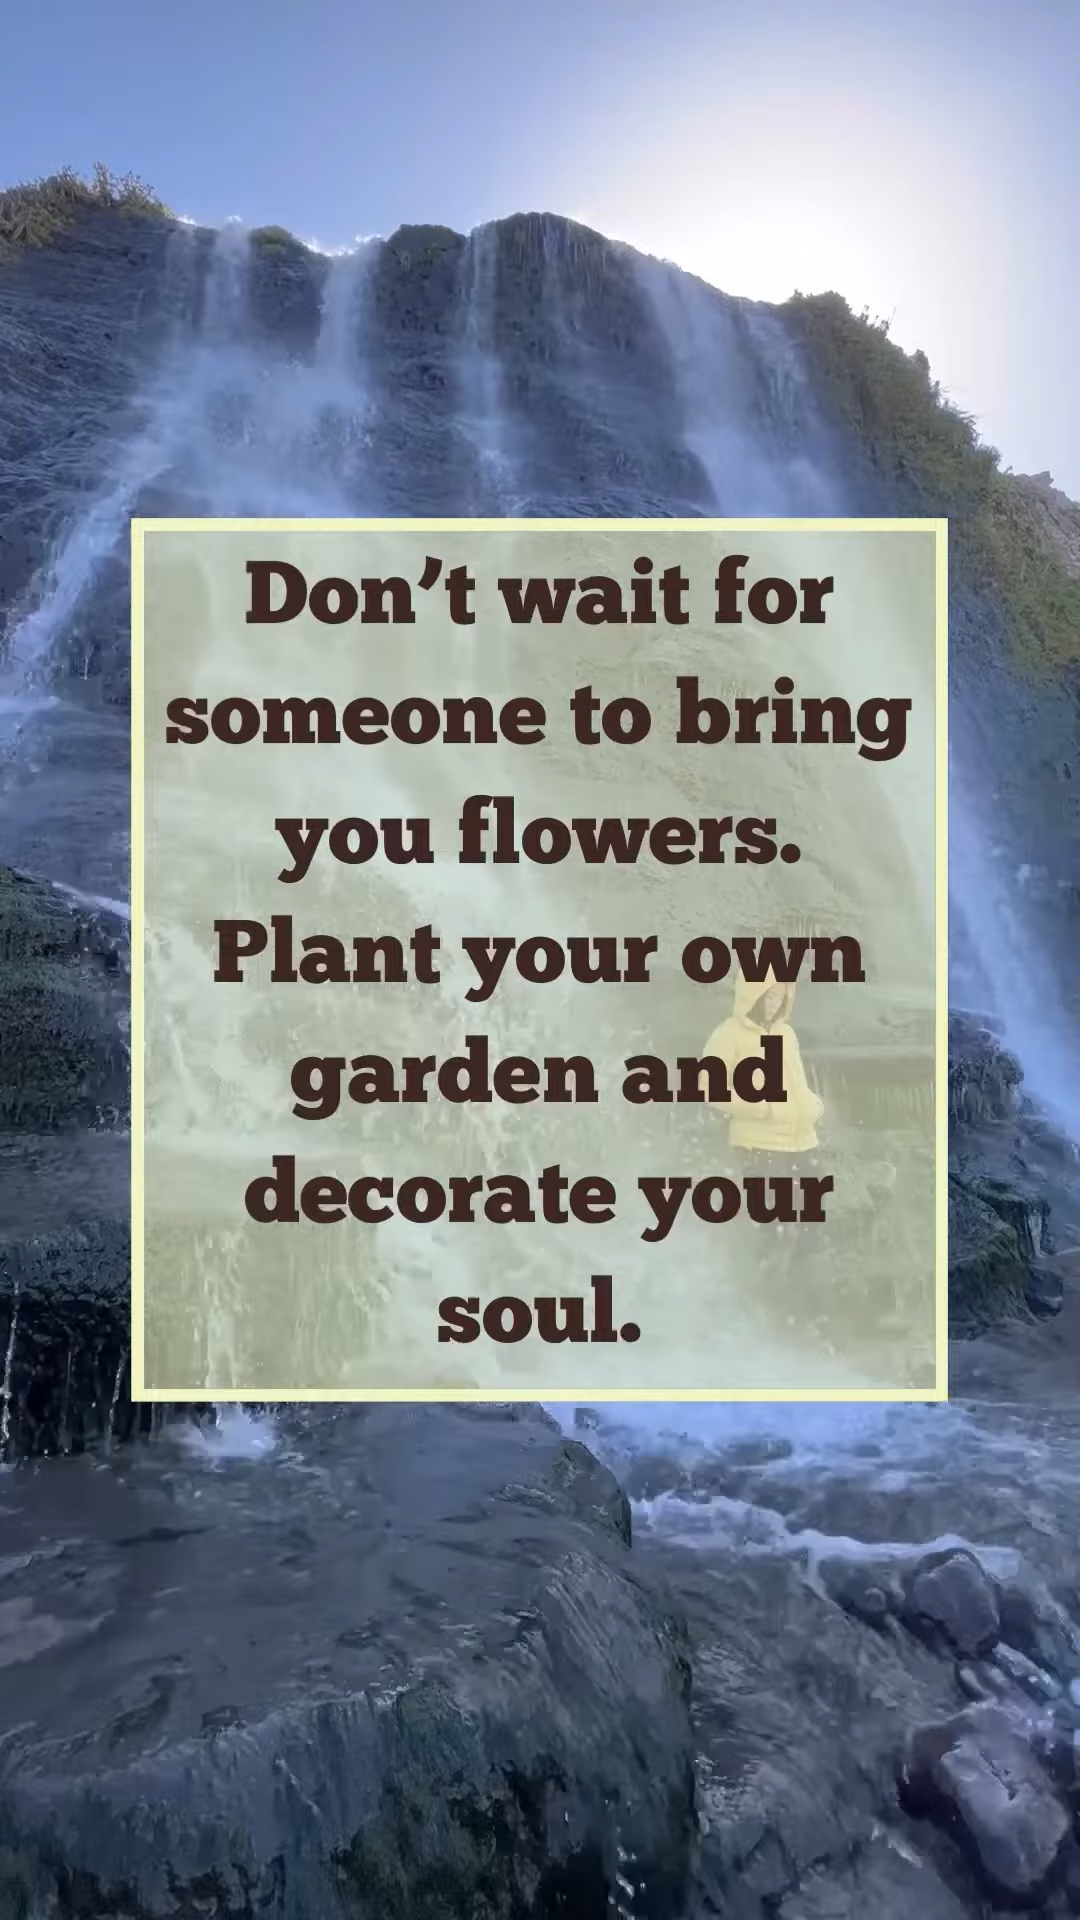 Don’t wait for
someone to bring
you flowers.
Plant your own
garden and
decorate your
soul.